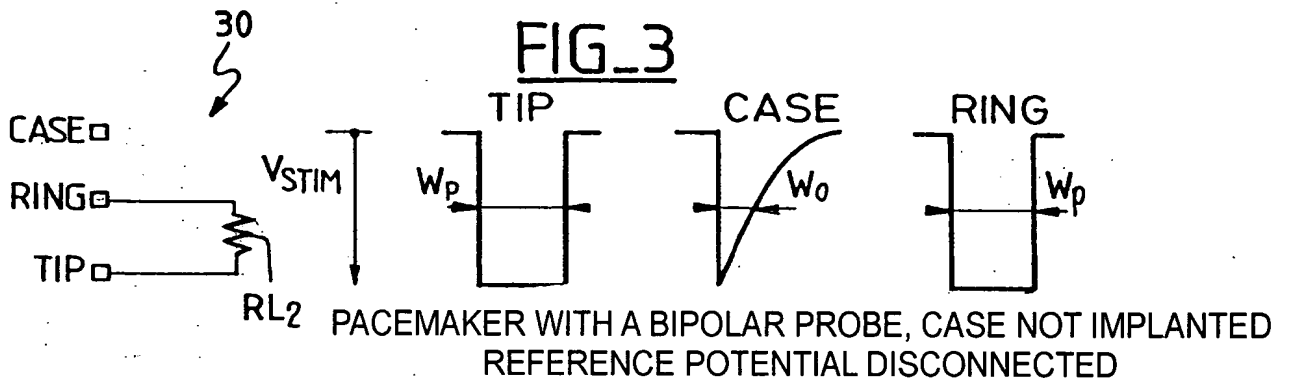 30
FIG_3
TIP
CASE
RING
CASE
RING
TIP
VSTIM
Wp
Wo
Wp
RL2
PACEMAKER WITH A BIPOLAR PROBE, CASE NOT IMPLANTED
REFERENCE POTENTIAL DISCONNECTED